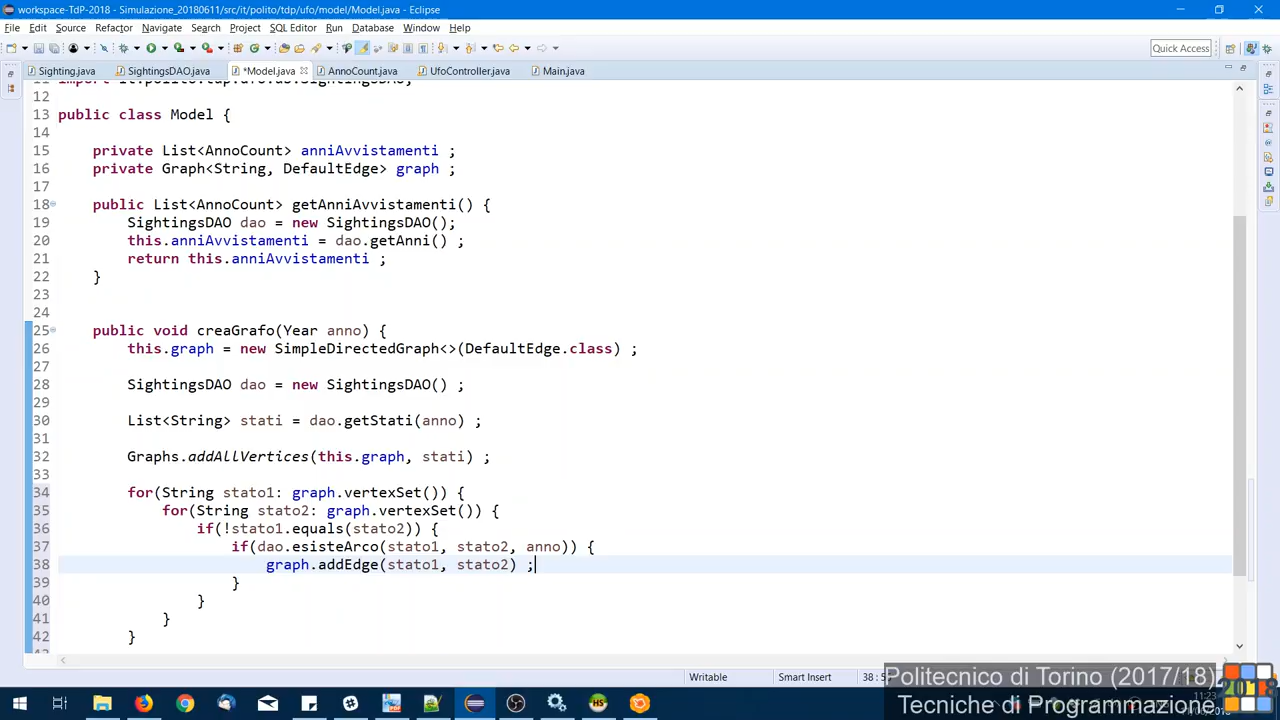 workspace-TdP-2018 - Simulazione_20180611/src/it/polito/tdp/ufo/model/Model.java - Eclipse
File Edit Source Refactor Navigate Search Project SQL Editor Run Database Window Help
Quick Access
Sighting.java SightingsDAO.java *Model.java AnnoCount.java UfoController.java Main.java
12
13 public class Model {
14
15 private List<AnnoCount> anniAvvistamenti ;
16 private Graph<String, DefaultEdge> graph ;
17
18 public List<AnnoCount> getAnniAvvistamenti() {
19 SightingsDAO dao = new SightingsDAO();
20 this.anniAvvistamenti = dao.getAnni() ;
21 return this.anniAvvistamenti ;
22 }
23
24
25 public void creaGrafo(Year anno) {
26 this.graph = new SimpleDirectedGraph<>(DefaultEdge.class) ;
27
28 SightingsDAO dao = new SightingsDAO() ;
29
30 List<String> stati = dao.getStati(anno) ;
31
32 Graphs.addAllVertices(this.graph, stati) ;
33
34 for(String stato1: graph.vertexSet()) {
35 for(String stato2: graph.vertexSet()) {
36 if(!stato1.equals(stato2)) {
37 if(dao.esisteArco(stato1, stato2, anno)) {
38 graph.addEdge(stato1, stato2) ;
39 }
40 }
41 }
42 }
Writable Smart Insert
Politecnico di Torino (2017/18)
Tecniche di Programmazione
2018
11:23